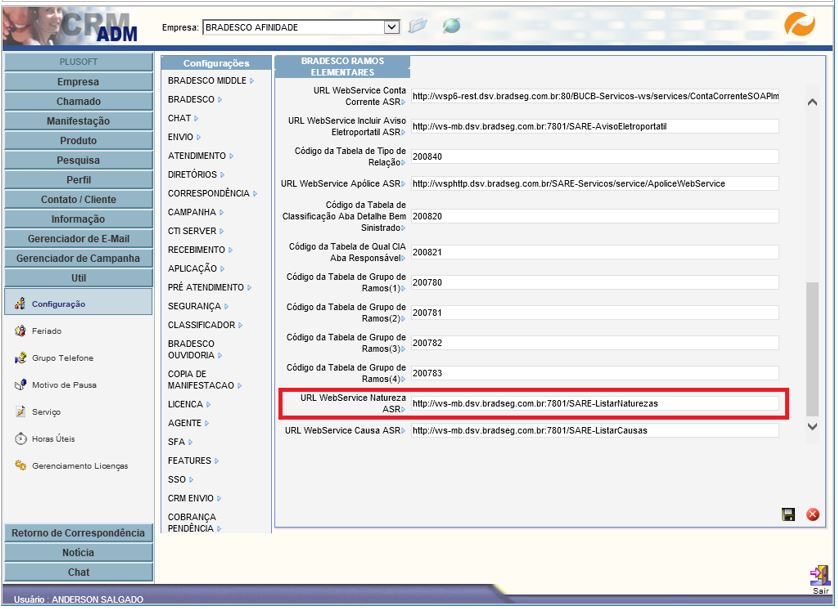 CRM
ADM
Empresa: BRADESCO AFINIDADE
PLUSOFT
Empresa
Chamado
Manifestação
Produto
Pesquisa
Perfil
Contato / Cliente
Informação
Gerenciador de E-Mail
Gerenciador de Campanha
Util
Configuração
Feriado
Grupo Telefone
Motivo de Pausa
Serviço
Horas Úteis
Gerenciamento Licenças
Retorno de Correspondência
Notícia
Chat
Configurações
BRADESCO MIDDLE
BRADESCO
CHAT
ENVIO
ATENDIMENTO
DIRETÓRIOS
CORRESPONDÊNCIA
CAMPANHA
CTI SERVER
RECEBIMENTO
APLICAÇÃO
PRÉ ATENDIMENTO
SEGURANÇA
CLASSIFICADOR
BRADESCO
OUVIDORIA
COPIA DE
MANIFESTACAO
LICENCA
AGENTE
SFA
FEATURES
SSO
CRM ENVIO
COBRANÇA
PENDÊNCIA
BRADESCO RAMOS
ELEMENTARES
URL WebService Conta
Corrente ASR
http://wsp6-rest.dsv.bradseg.com.br:80/BUCB-Servicos-ws/services/ContaCorrenteSOAPIm
URL WebService Incluir Aviso
Eletroportatil ASR
http://ws-mb.dsv.bradseg.com.br:7801/SARE-AvisoEletroportatil
Código da Tabela de Tipo de
Relação
200840
URL WebService Apólice ASR
http://wsphttp.dsv.bradseg.com.br/SARE-Servicos/service/ApoliceWebService
Código da Tabela de
Classificação Aba Detalhe Bem
Sinistrado
200820
Código da Tabela de Qual CIA
Aba Responsável
200821
Código da Tabela de Grupo de
Ramos(1)
200780
Código da Tabela de Grupo de
Ramos(2)
200781
Código da Tabela de Grupo de
Ramos(3)
200782
Código da Tabela de Grupo de
Ramos(4)
200783
URL WebService Natureza
ASR
http://ws-mb.dsv.bradseg.com.br:7801/SARE-ListarNaturezas
URL WebService Causa ASR
http://ws-mb.dsv.bradseg.com.br:7801/SARE-ListarCausas
Sair
Usuário : ANDERSON SALGADO